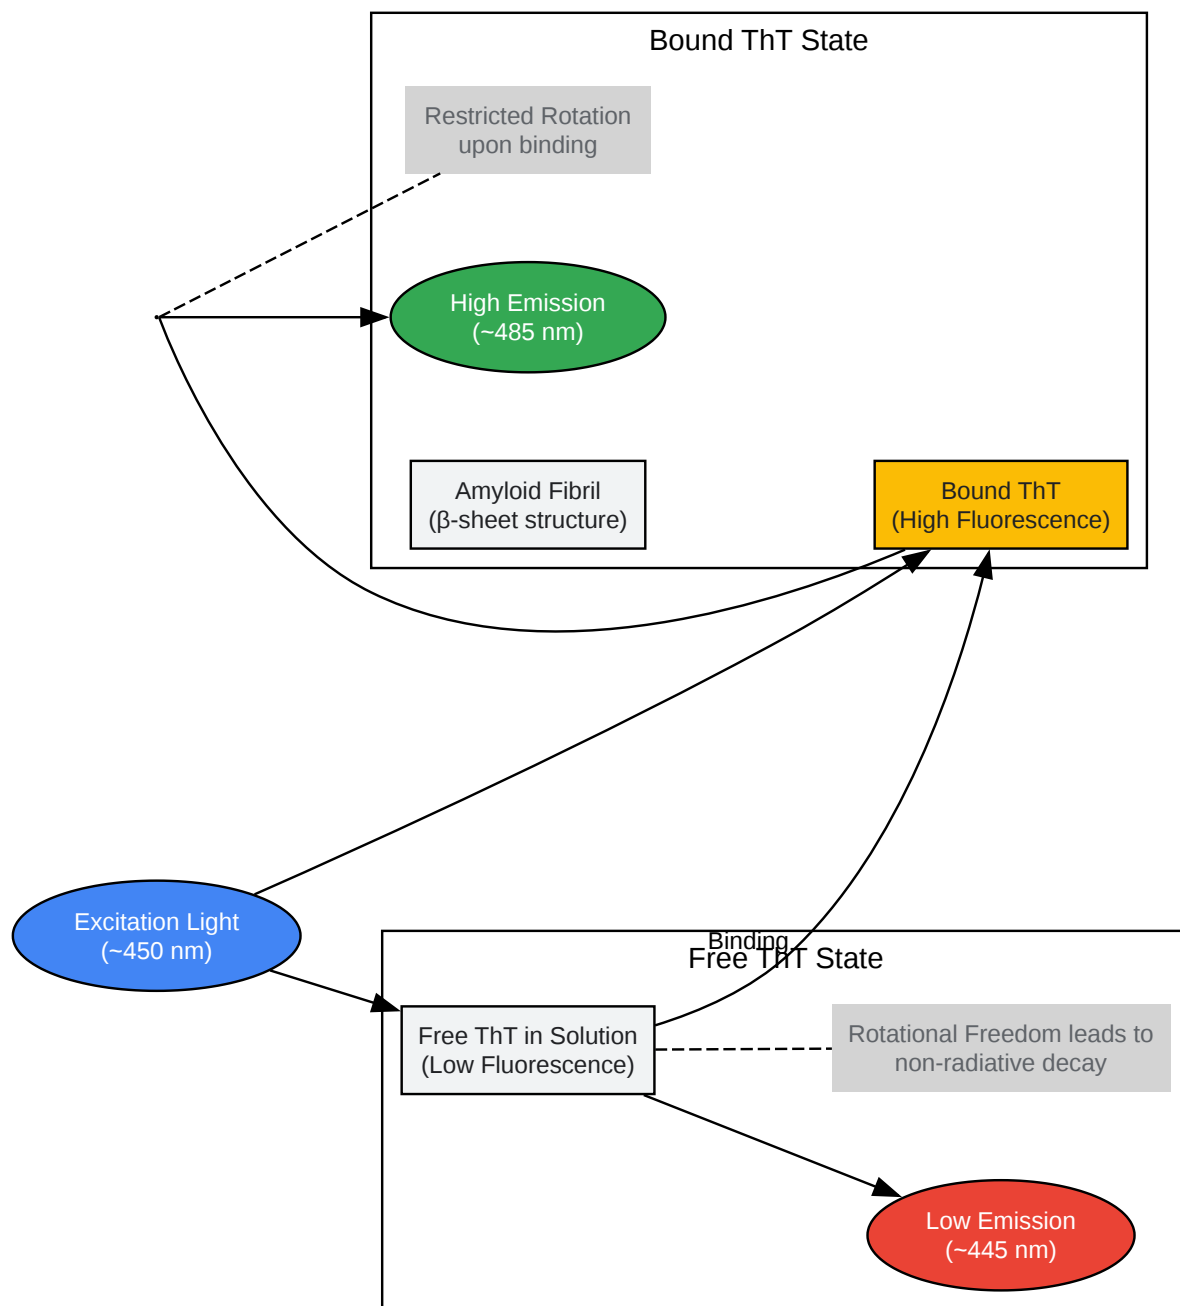 Bound ThT State
Restricted Rotation
upon binding
High Emission
(~485 nm)
Amyloid Fibril
(β-sheet structure)
Bound ThT
(High Fluorescence)
Excitation Light
(~450 nm)
Binding
Free ThT State
Free ThT in Solution
(Low Fluorescence)
Rotational Freedom leads to
non-radiative decay
Low Emission
(~445 nm)